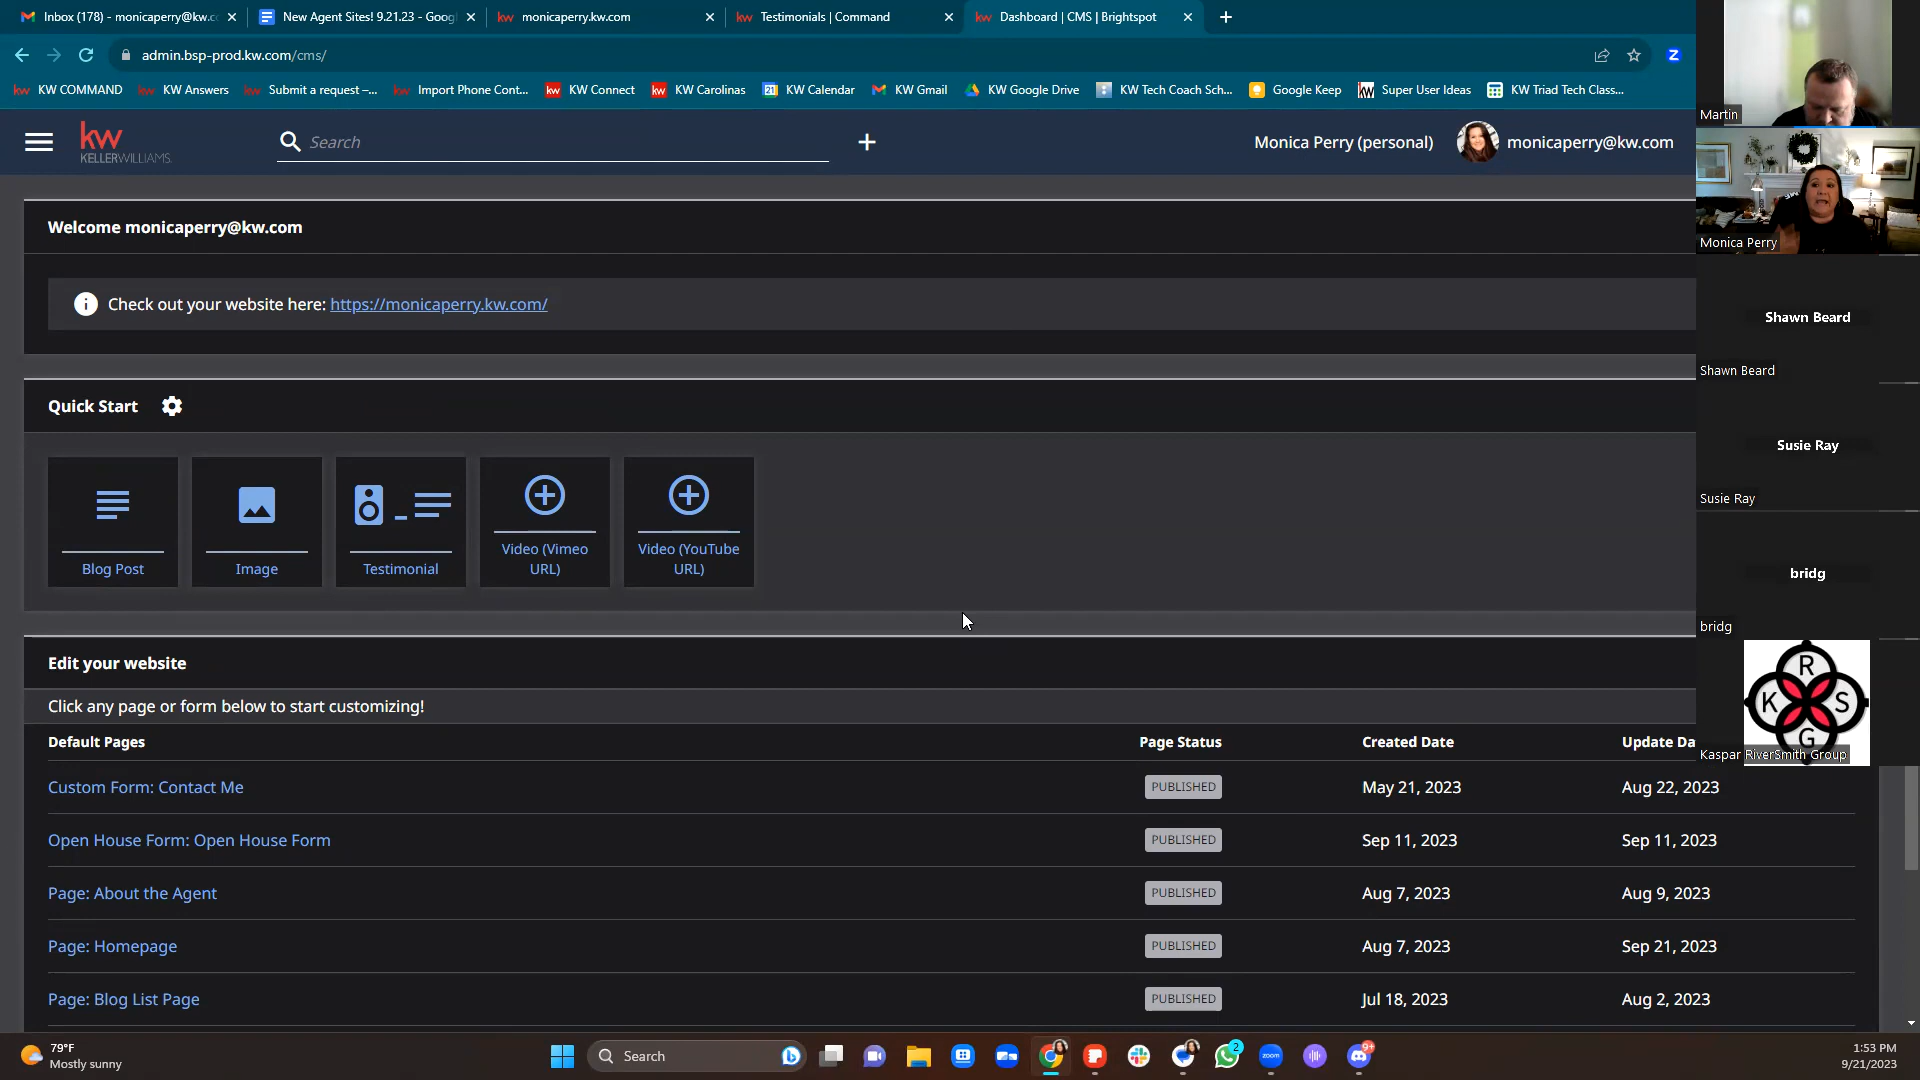 Inbox (178) - monicaperry@kw.c
New Agent Sites! 9.21.23 - Goog
monicaperry.kw.com
Testimonials | Command
Dashboard | CMS | Brightspot
admin.bsp-prod.kw.com/cms/
Z
KW COMMAND
KW Answers
Submit a request –...
Import Phone Cont...
KW Connect
KW Carolinas
KW Calendar
KW Gmail
KW Google Drive
KW Tech Coach Sch...
Google Keep
Super User Ideas
KW Triad Tech Class...
kw
KELLERWILLIAMS.
Search
Monica Perry (personal)
monicaperry@kw.com
Welcome monicaperry@kw.com
Check out your website here: https://monicaperry.kw.com/
Quick Start
Blog Post
Image
Testimonial
Video (Vimeo
URL)
Video (YouTube
URL)
Edit your website
Click any page or form below to start customizing!
Default Pages Page Status Created Date Update Da
Custom Form: Contact Me PUBLISHED May 21, 2023 Aug 22, 2023
Open House Form: Open House Form PUBLISHED Sep 11, 2023 Sep 11, 2023
Page: About the Agent PUBLISHED Aug 7, 2023 Aug 9, 2023
Page: Homepage PUBLISHED Aug 7, 2023 Sep 21, 2023
Page: Blog List Page PUBLISHED Jul 18, 2023 Aug 2, 2023
Martin
Monica Perry
Shawn Beard
Shawn Beard
Susie Ray
Susie Ray
bridg
bridg
R
K S
G
Kaspar RiverSmith Group
79°F
Mostly sunny
Search
2
zoom
9+
1:53 PM
9/21/2023